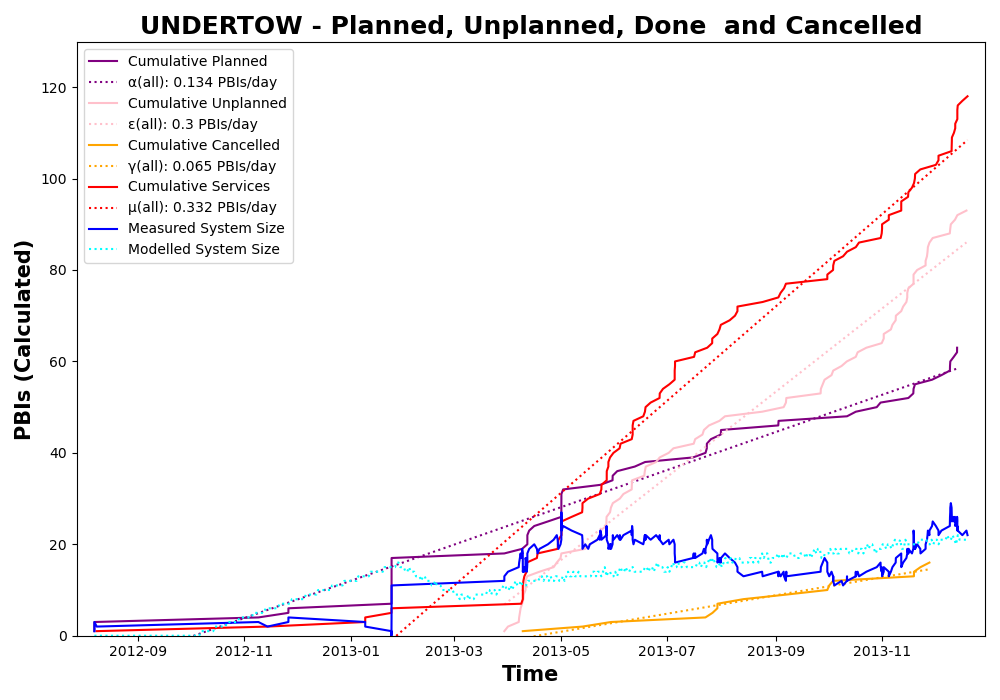 UNDERTOW - Planned, Unplanned, Done  and Cancelled
Cumulative Planned
α(all): 0.134 PBIs/day
Cumulative Unplanned
ε(all): 0.3 PBIs/day
Cumulative Cancelled
γ(all): 0.065 PBIs/day
Cumulative Services
μ(all): 0.332 PBIs/day
Measured System Size
Modelled System Size
PBIs (Calculated)
120
100
80
60
40
20
0
2012-09 2012-11 2013-01 2013-03 2013-05 2013-07 2013-09 2013-11
Time